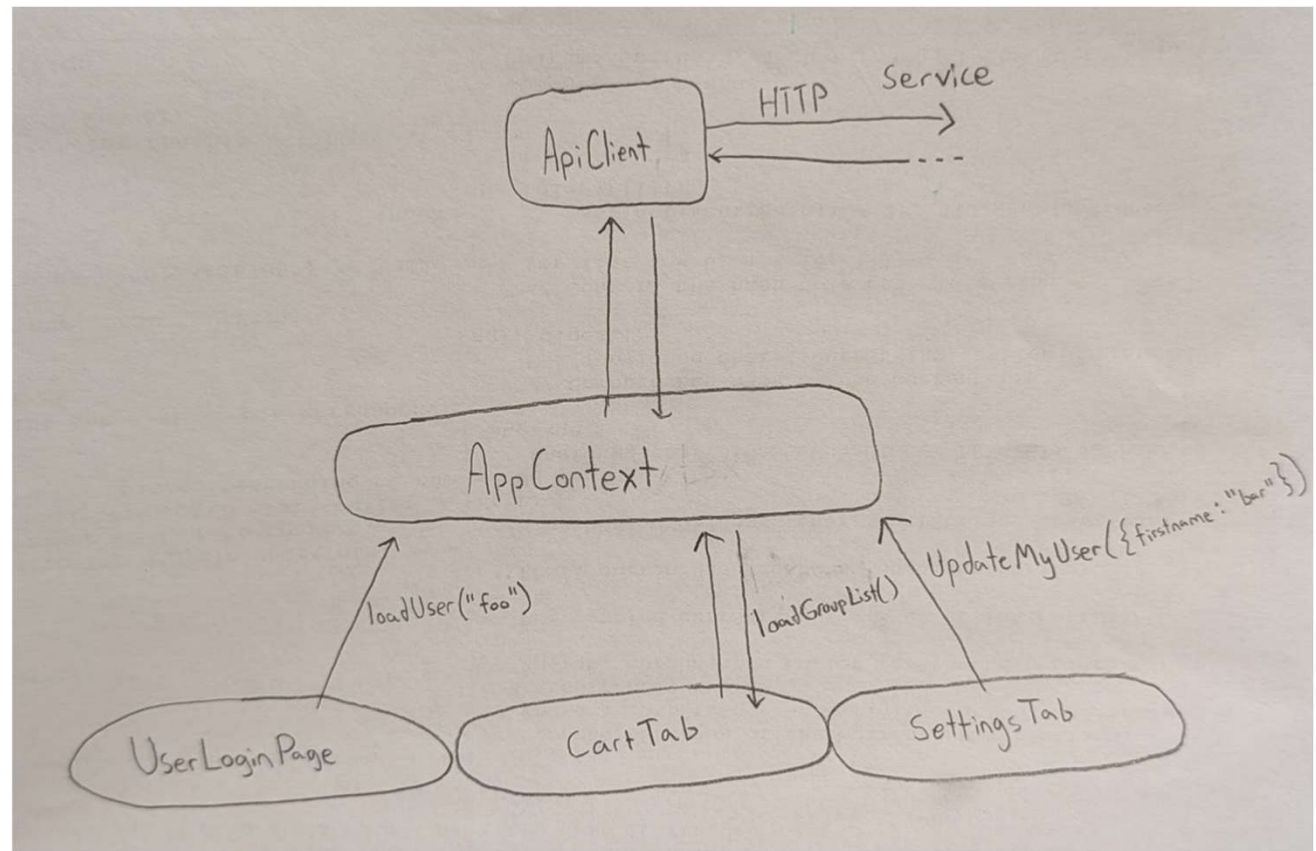 Service
HTTP
ApiClient
AppContext
loadUser("foo")
loadGroupList()
UpdateMyUser({firstname:"bar"})
UserLoginPage
CartTab
SettingsTab